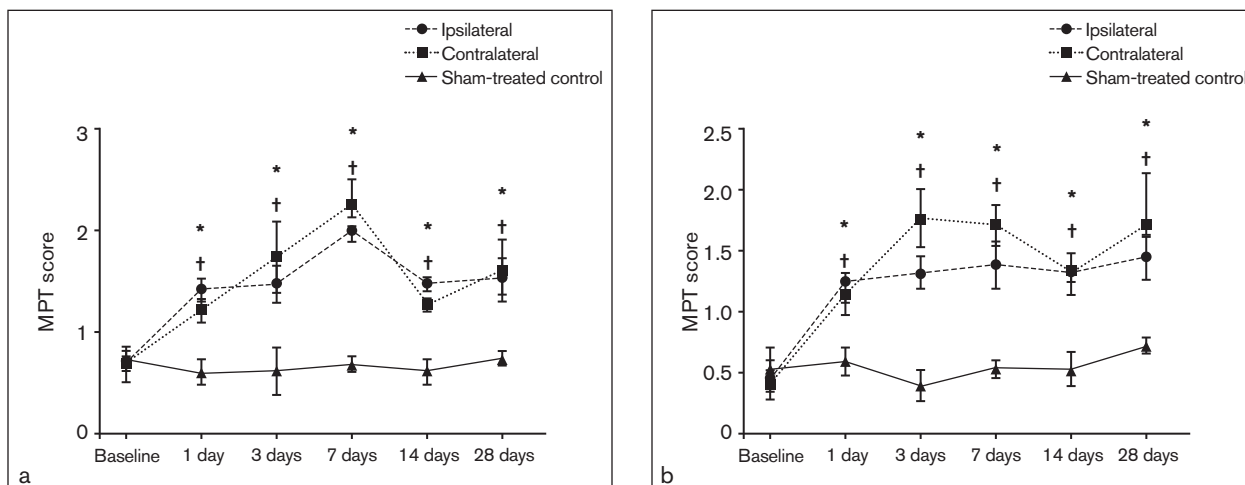 Ipsilateral
Contralateral
Sham-treated control
MPT score
3
2
1
0
* * * * *
† † † † †
Baseline 1 day 3 days 7 days 14 days 28 days
a
Ipsilateral
Contralateral
Sham-treated control
MPT score
2.5
2.0
1.5
1.0
0.5
0
* * * * *
† † † † †
Baseline 1 day 3 days 7 days 14 days 28 days
b